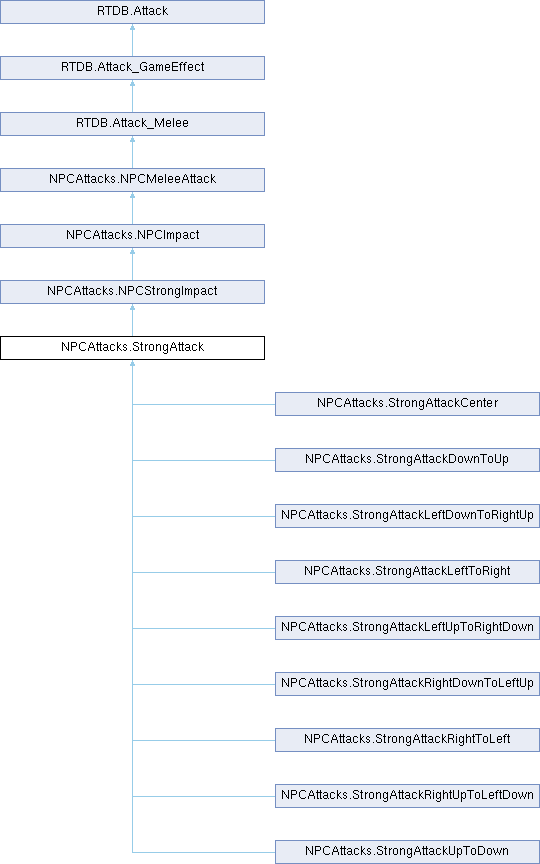 RTDB.Attack
RTDB.Attack_GameEffect
RTDB.Attack_Melee
NPCAttacks.NPCMeleeAttack
NPCAttacks.NPCImpact
NPCAttacks.NPCStrongImpact
NPCAttacks.StrongAttack
NPCAttacks.StrongAttackCenter
NPCAttacks.StrongAttackDownToUp
NPCAttacks.StrongAttackLeftDownToRightUp
NPCAttacks.StrongAttackLeftToRight
NPCAttacks.StrongAttackLeftUpToRightDown
NPCAttacks.StrongAttackRightDownToLeftUp
NPCAttacks.StrongAttackRightToLeft
NPCAttacks.StrongAttackRightUpToLeftDown
NPCAttacks.StrongAttackUpToDown